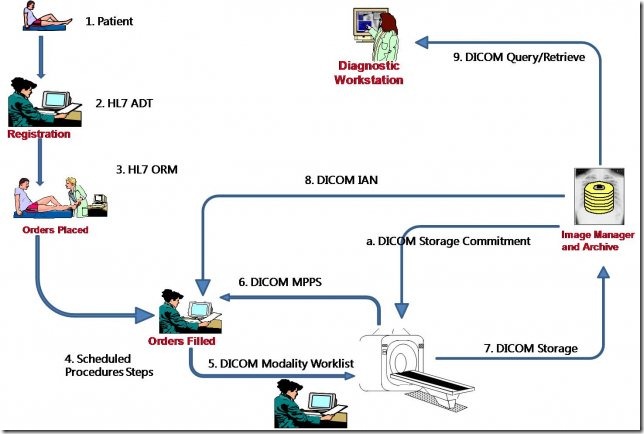 1. Patient
2. HL7 ADT
Registration
3. HL7 ORM
Orders Placed
4. Scheduled
Procedures Steps
Orders Filled
5. DICOM Modality Worklist
6. DICOM MPPS
7. DICOM Storage
a. DICOM Storage Commitment
Image Manager
and Archive
8. DICOM IAN
9. DICOM Query/Retrieve
Diagnostic
Workstation